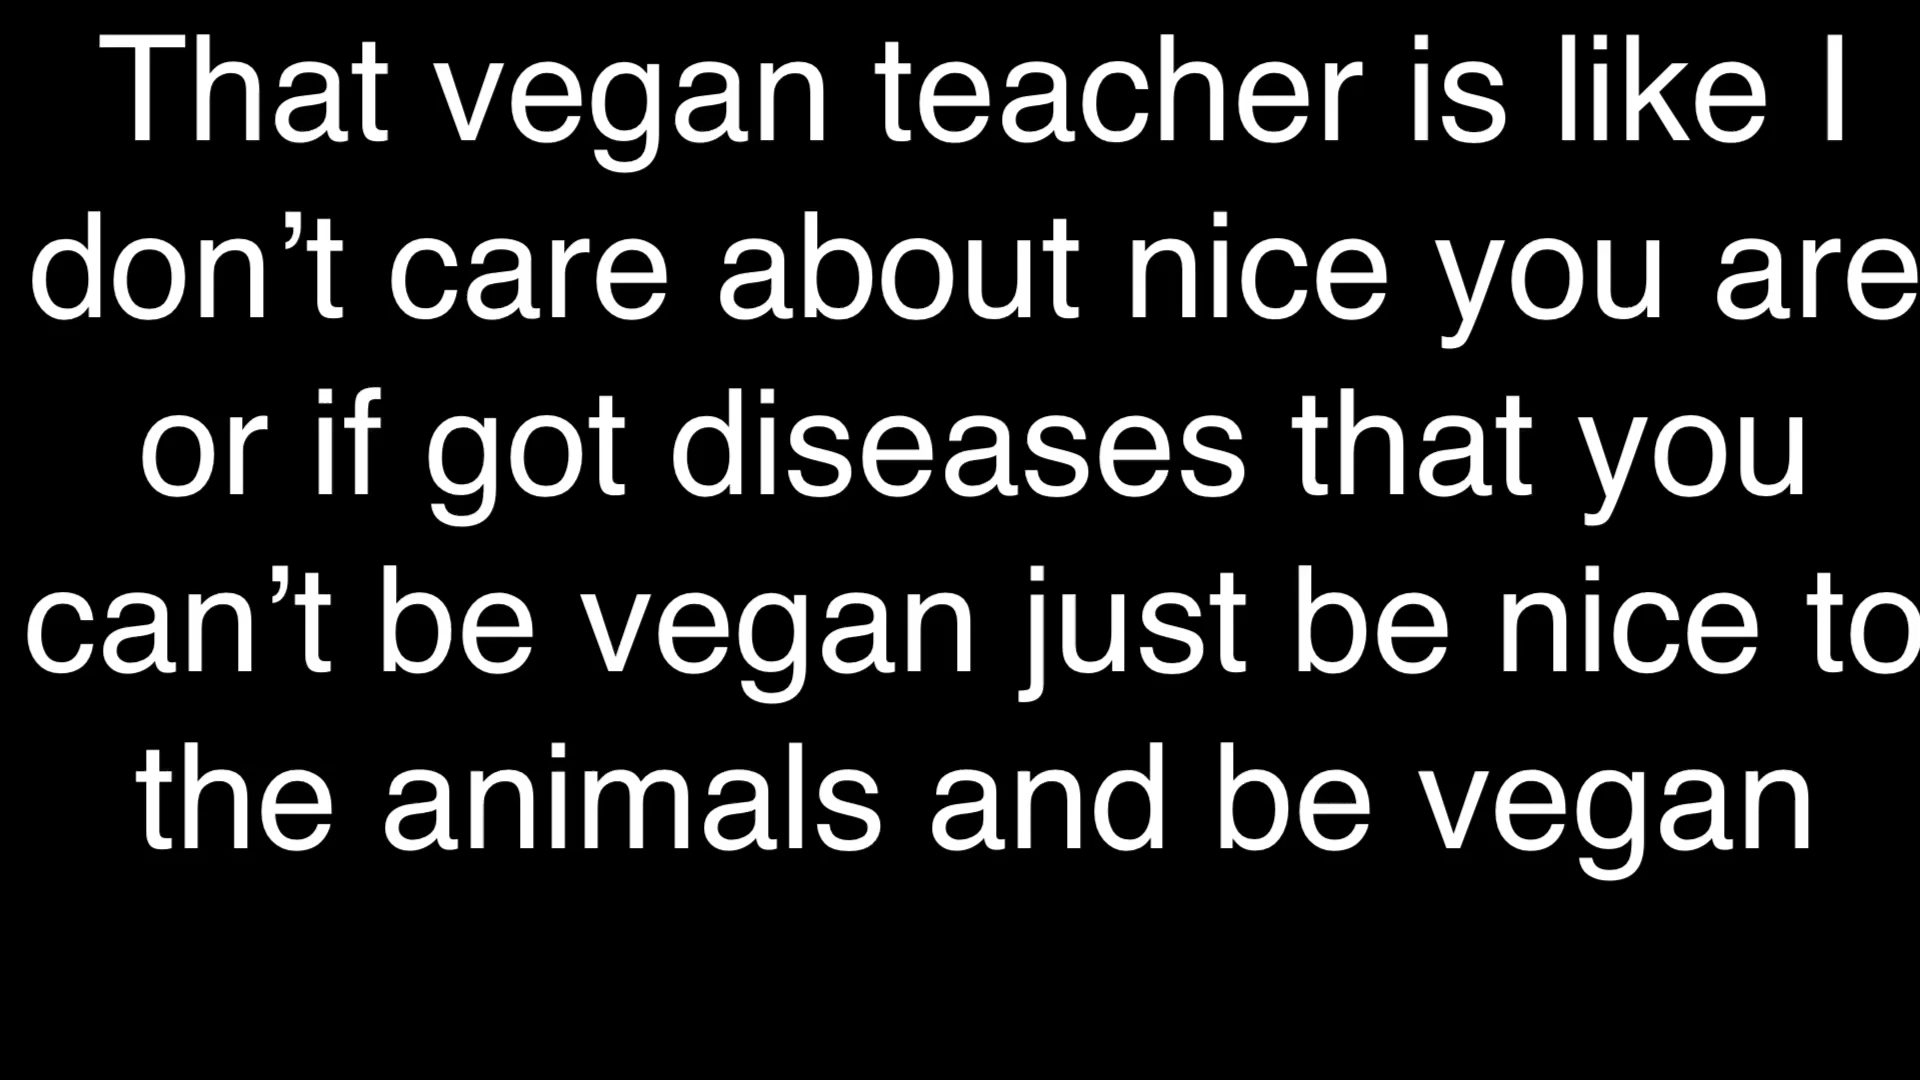 That vegan teacher is like I
don’t care about nice you are
or if got diseases that you
can’t be vegan just be nice to
the animals and be vegan